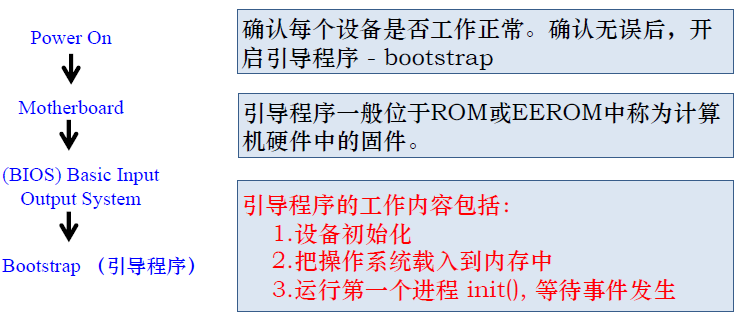 Power On
Motherboard
(BIOS) Basic Input
Output System
Bootstrap （引导程序）
确认每个设备是否工作正常。确认无误后，开
启引导程序 - bootstrap
引导程序一般位于ROM或EEROM中称为计算
机硬件中的固件。
引导程序的工作内容包括:
1.设备初始化
2.把操作系统载入到内存中
3.运行第一个进程 init(), 等待事件发生